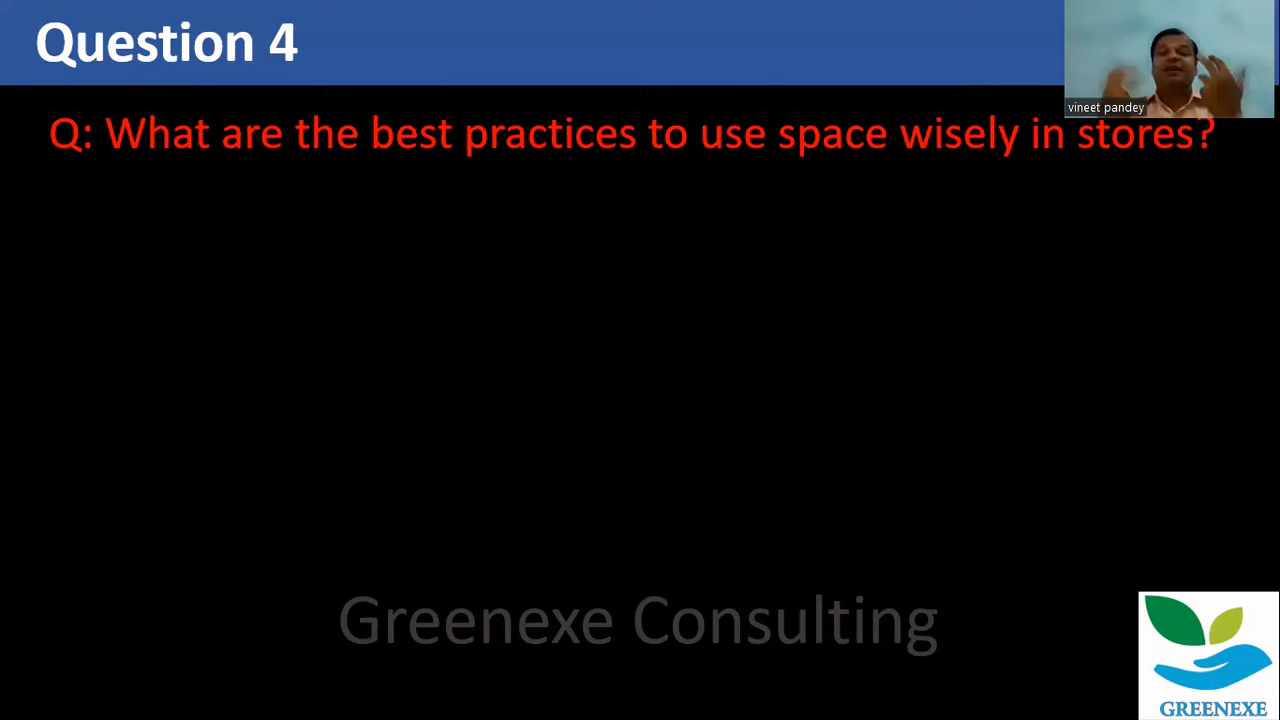 Question 4
vineet pandey
Q: What are the best practices to use space wisely in stores?
Greenexe Consulting
GREENEXE